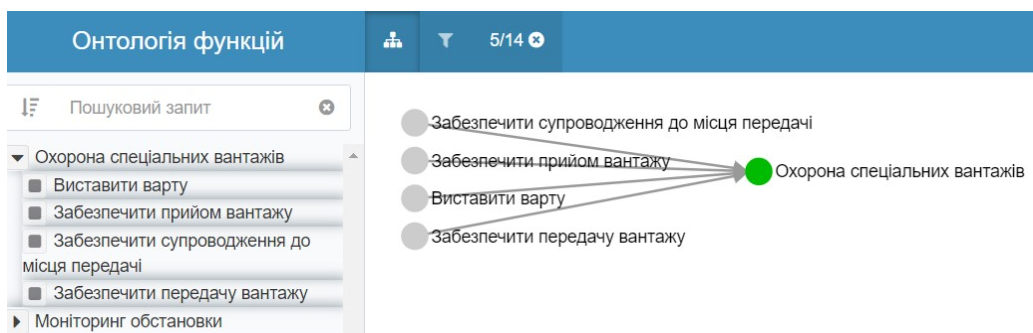 Онтологія функцій
5/14
Пошуковий запит
Охорона спеціальних вантажів
Виставити варту
Забезпечити прийом вантажу
Забезпечити супроводження до
місця передачі
Забезпечити передачу вантажу
Моніторинг обстановки
Забезпечити супроводження до місця передачі
Забезпечити прийом вантажу
Виставити варту
Забезпечити передачу вантажу
Охорона спеціальних вантажів